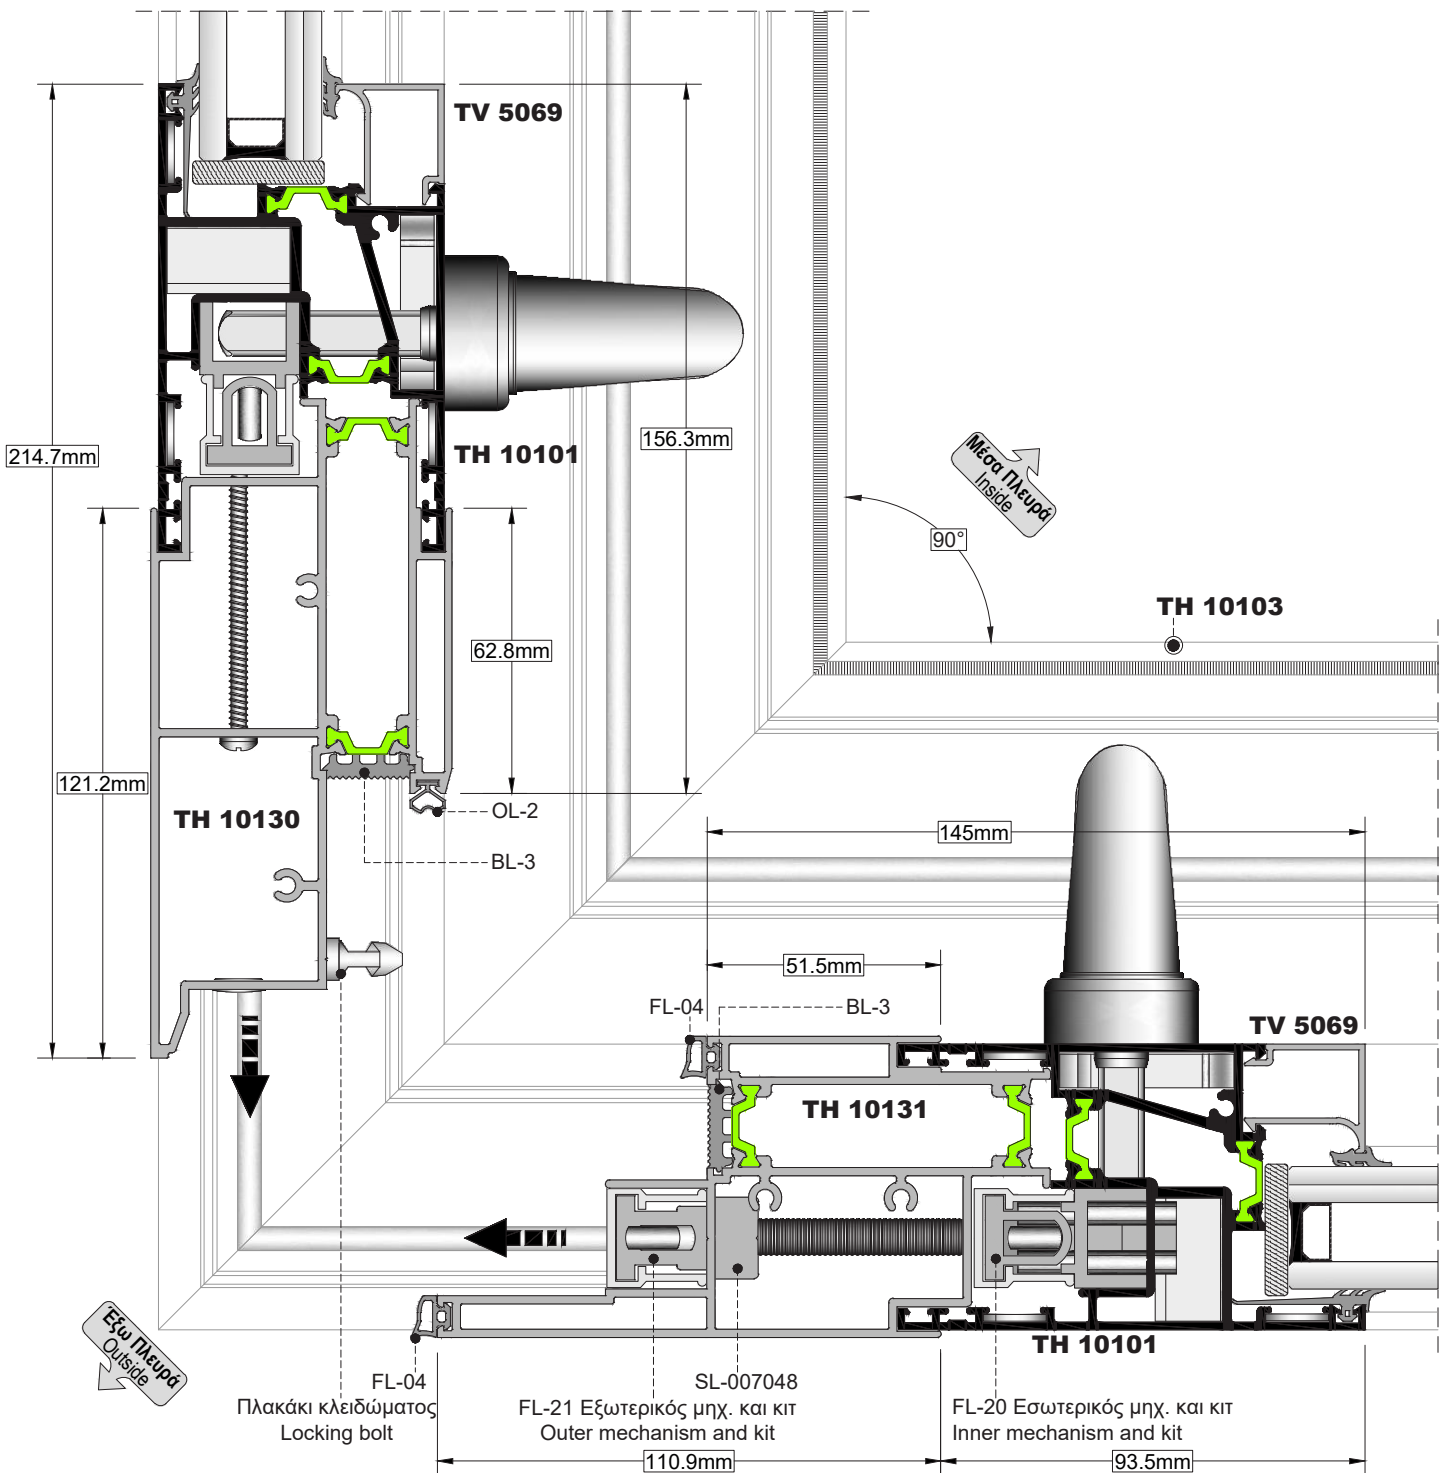 TV 5069
214.7mm
156.3mm
TH 10101
Μέσα Πλευρά
Inside
90°
TH 10103
62.8mm
121.2mm
TH 10130
OL-2
BL-3
145mm
51.5mm
FL-04
BL-3
TV 5069
TH 10131
TH 10101
Έξω Πλευρά
Outside
FL-04
SL-007048
Πλακάκι κλειδώματος
Locking bolt
FL-21 Εξωτερικός μηχ. και κιτ
Outer mechanism and kit
FL-20 Εσωτερικός μηχ. και κιτ
Inner mechanism and kit
110.9mm
93.5mm